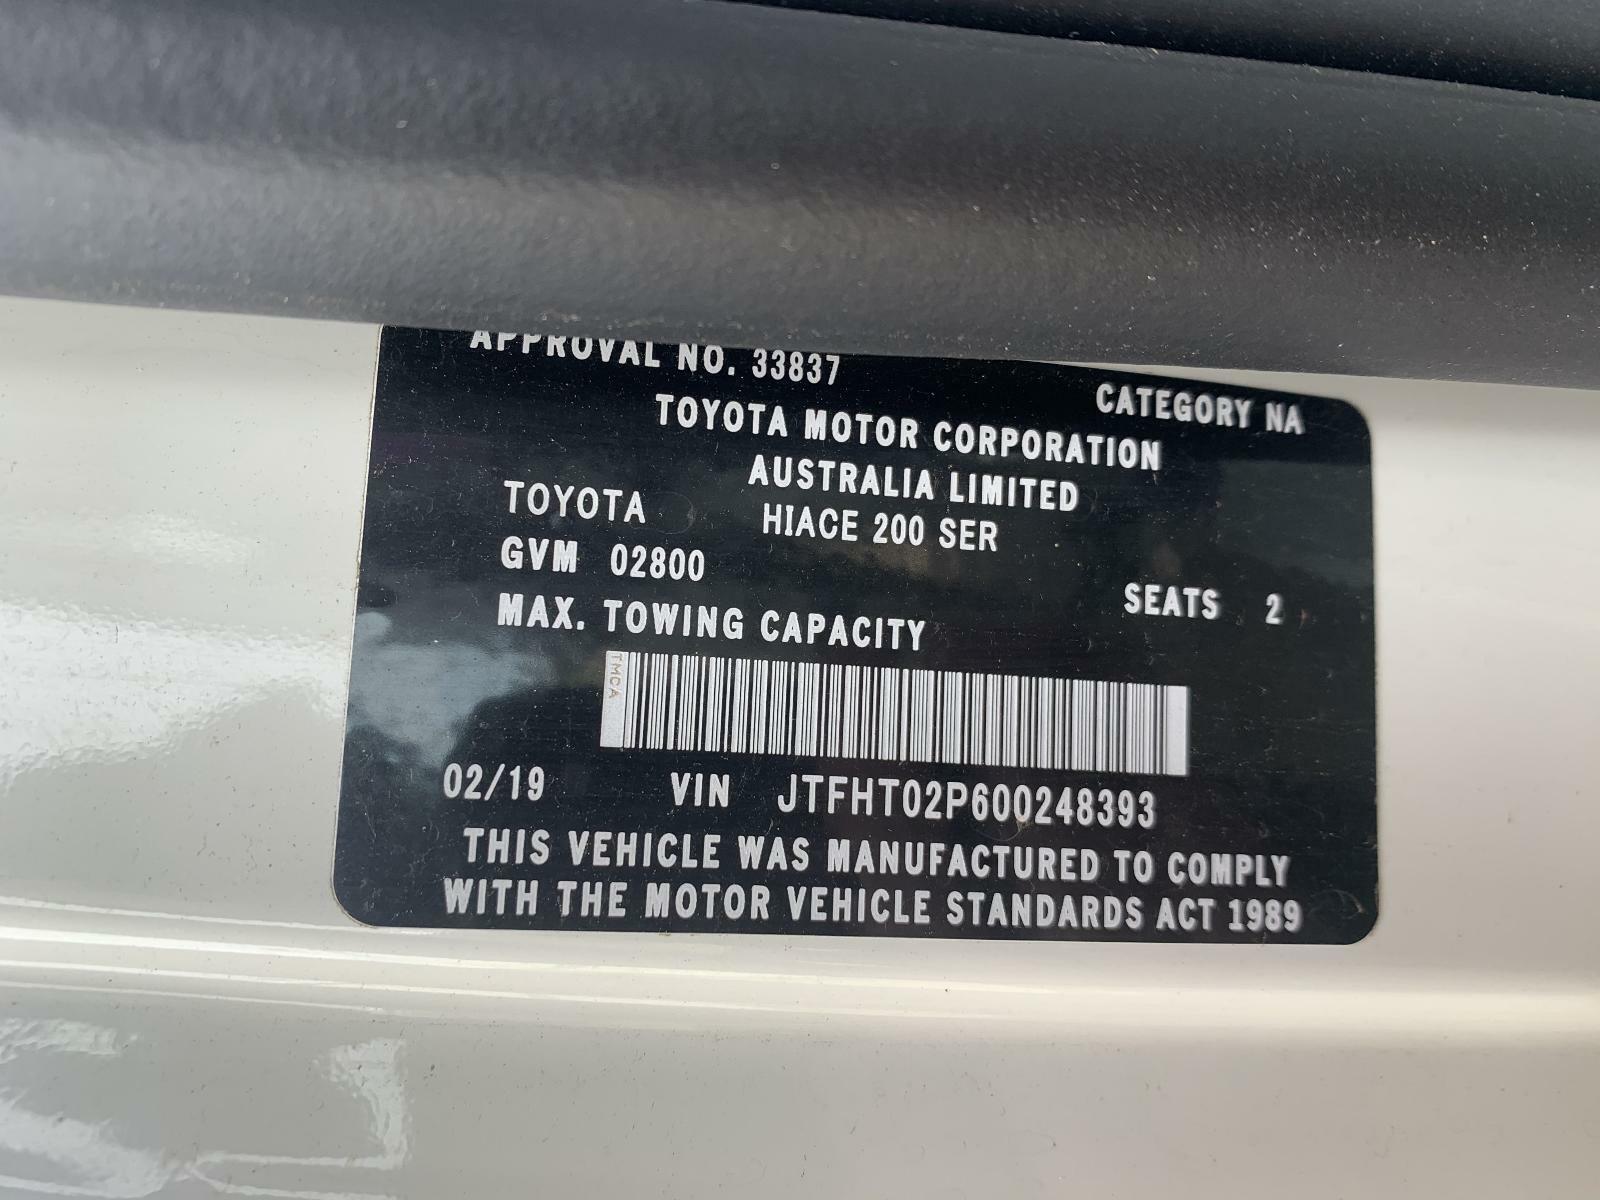 APPROVAL NO. 33837
CATEGORY NA
TOYOTA MOTOR CORPORATION
AUSTRALIA LIMITED
TOYOTA HIACE 200 SER
GVM 02800
SEATS 2
MAX. TOWING CAPACITY
TMCA
02/19 VIN JTFHT02P600248393
THIS VEHICLE WAS MANUFACTURED TO COMPLY
WITH THE MOTOR VEHICLE STANDARDS ACT 1989